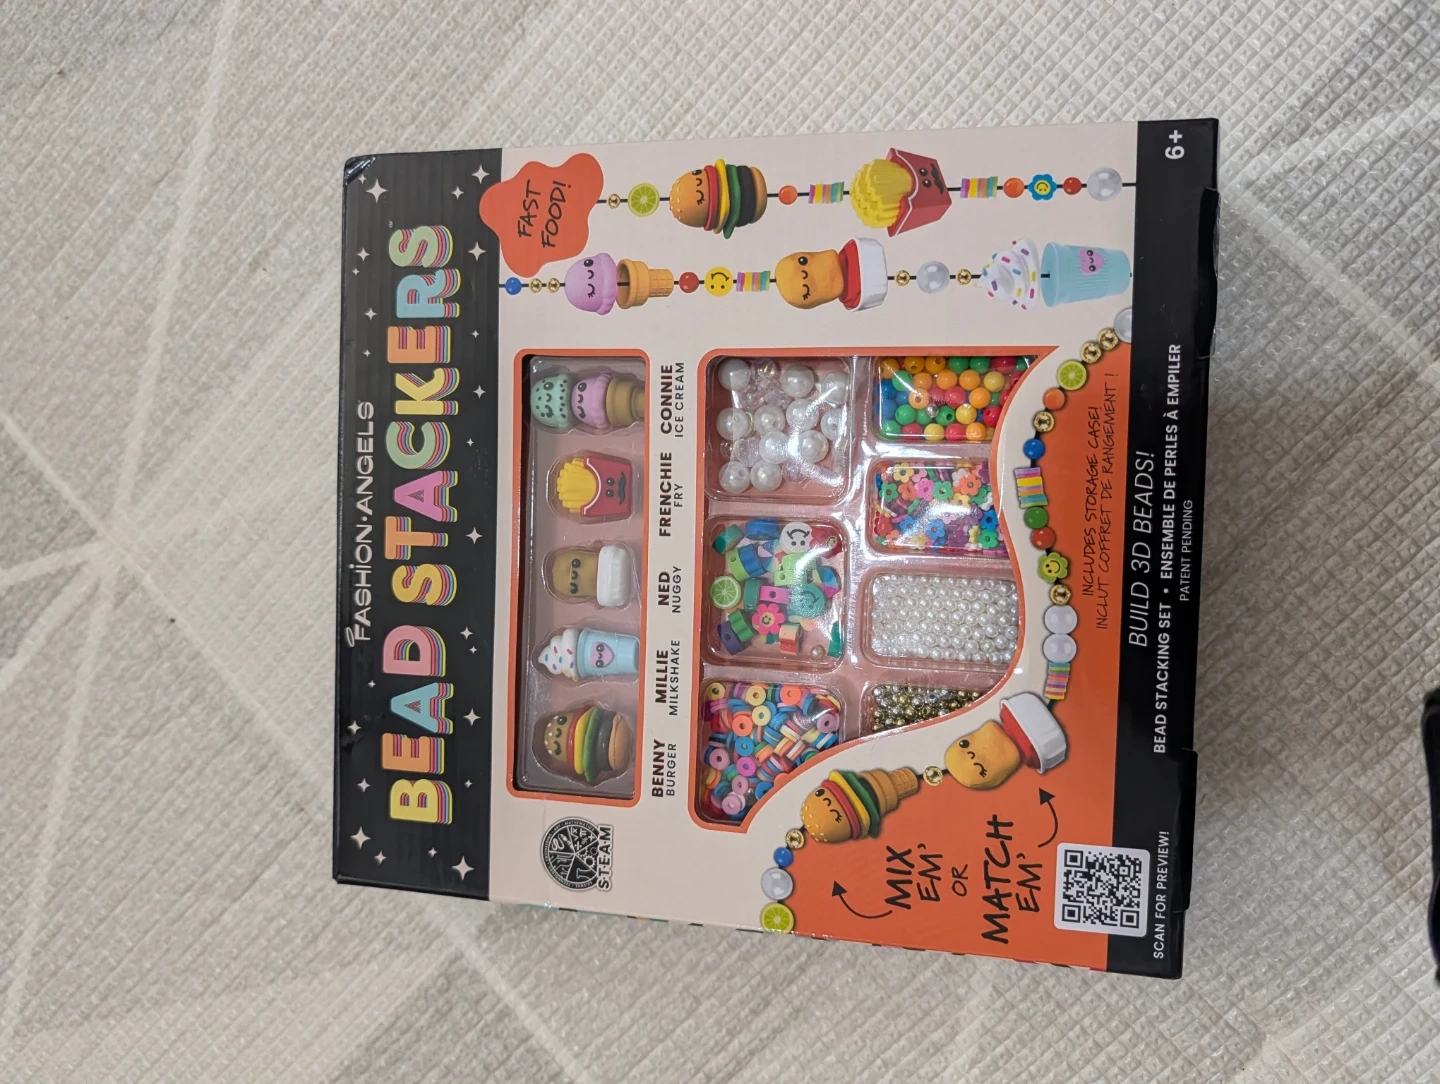 FASHION•ANGELS
BEAD STACKERS™
FAST
FOOD!
S•T•E•A•M
BENNY
BURGER
MILLIE
MILKSHAKE
NED
NUGGY
FRENCHIE
FRY
CONNIE
ICE CREAM
MIX
EM'
OR
MATCH
EM'
INCLUDES STORAGE CASE!
INCLUT COFFRET DE RANGEMENT !
BUILD 3D BEADS!
BEAD STACKING SET • ENSEMBLE DE PERLES À EMPILER
PATENT PENDING
SCAN FOR PREVIEW!
6+